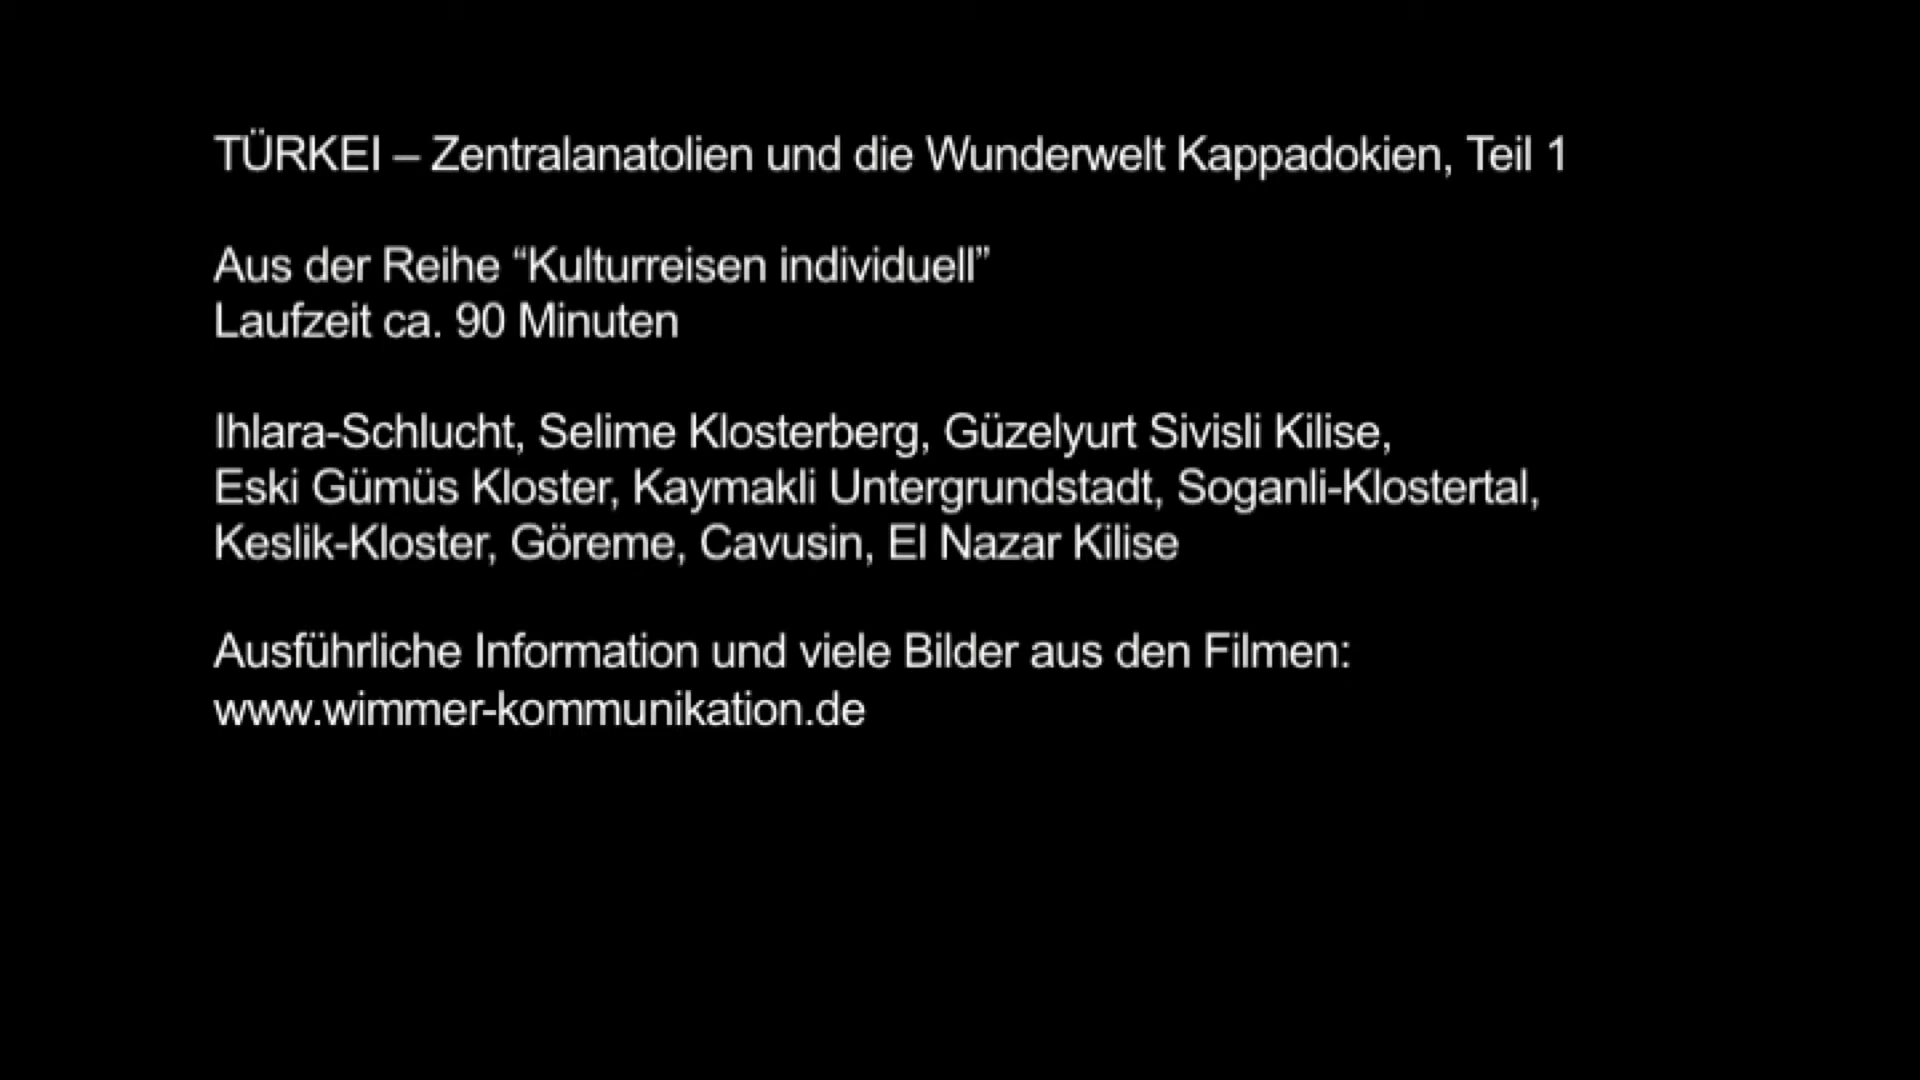 TÜRKEI – Zentralanatolien und die Wunderwelt Kappadokien, Teil 1
Aus der Reihe “Kulturreisen individuell”
Laufzeit ca. 90 Minuten
Ihlara-Schlucht, Selime Klosterberg, Güzelyurt Sivisli Kilise,
Eski Gümüs Kloster, Kaymakli Untergrundstadt, Soganli-Klostertal,
Keslik-Kloster, Göreme, Cavusin, El Nazar Kilise
Ausführliche Information und viele Bilder aus den Filmen:
www.wimmer-kommunikation.de